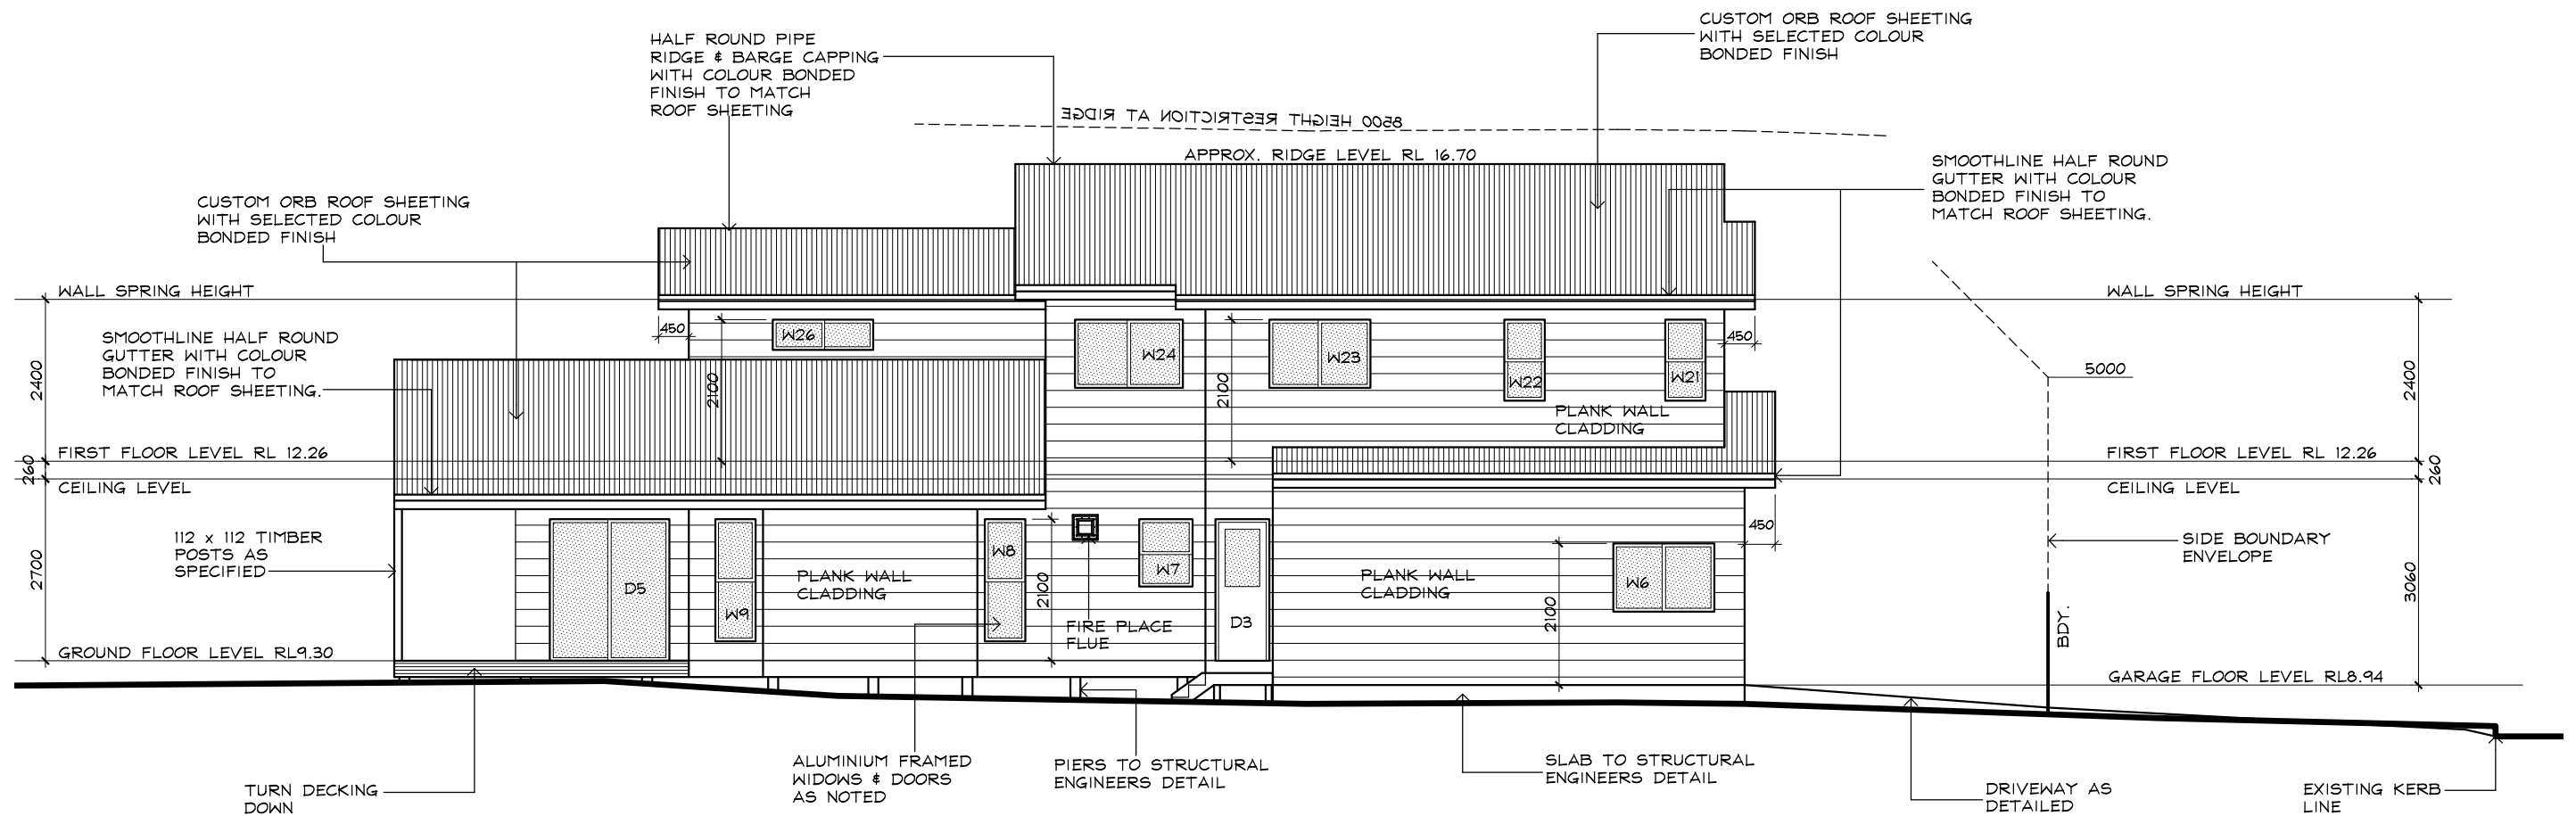 CUSTOM ORB ROOF SHEETING
WITH SELECTED COLOUR
BONDED FINISH
HALF ROUND PIPE
RIDGE & BARGE CAPPING
WITH COLOUR BONDED
FINISH TO MATCH
ROOF SHEETING
8500 HEIGHT RESTRICTION AT RIDGE
APPROX. RIDGE LEVEL RL 16.70
SMOOTHLINE HALF ROUND
GUTTER WITH COLOUR
BONDED FINISH TO
MATCH ROOF SHEETING.
CUSTOM ORB ROOF SHEETING
WITH SELECTED COLOUR
BONDED FINISH
WALL SPRING HEIGHT
WALL SPRING HEIGHT
SMOOTHLINE HALF ROUND
GUTTER WITH COLOUR
BONDED FINISH TO
MATCH ROOF SHEETING.
450
W26
W24
W23
W22
W21
450
2400
2100
2100
2400
5000
PLANK WALL
CLADDING
FIRST FLOOR LEVEL RL 12.26
FIRST FLOOR LEVEL RL 12.26
260
260
CEILING LEVEL
CEILING LEVEL
112 x 112 TIMBER
POSTS AS
SPECIFIED
450
SIDE BOUNDARY
ENVELOPE
2700
D5
W9
PLANK WALL
CLADDING
W8
2100
W7
FIRE PLACE
FLUE
D3
PLANK WALL
CLADDING
2100
W6
3060
BDY.
GROUND FLOOR LEVEL RL9.30
GARAGE FLOOR LEVEL RL8.94
TURN DECKING
DOWN
ALUMINIUM FRAMED
WIDOWS & DOORS
AS NOTED
PIERS TO STRUCTURAL
ENGINEERS DETAIL
SLAB TO STRUCTURAL
ENGINEERS DETAIL
DRIVEWAY AS
DETAILED
EXISTING KERB
LINE